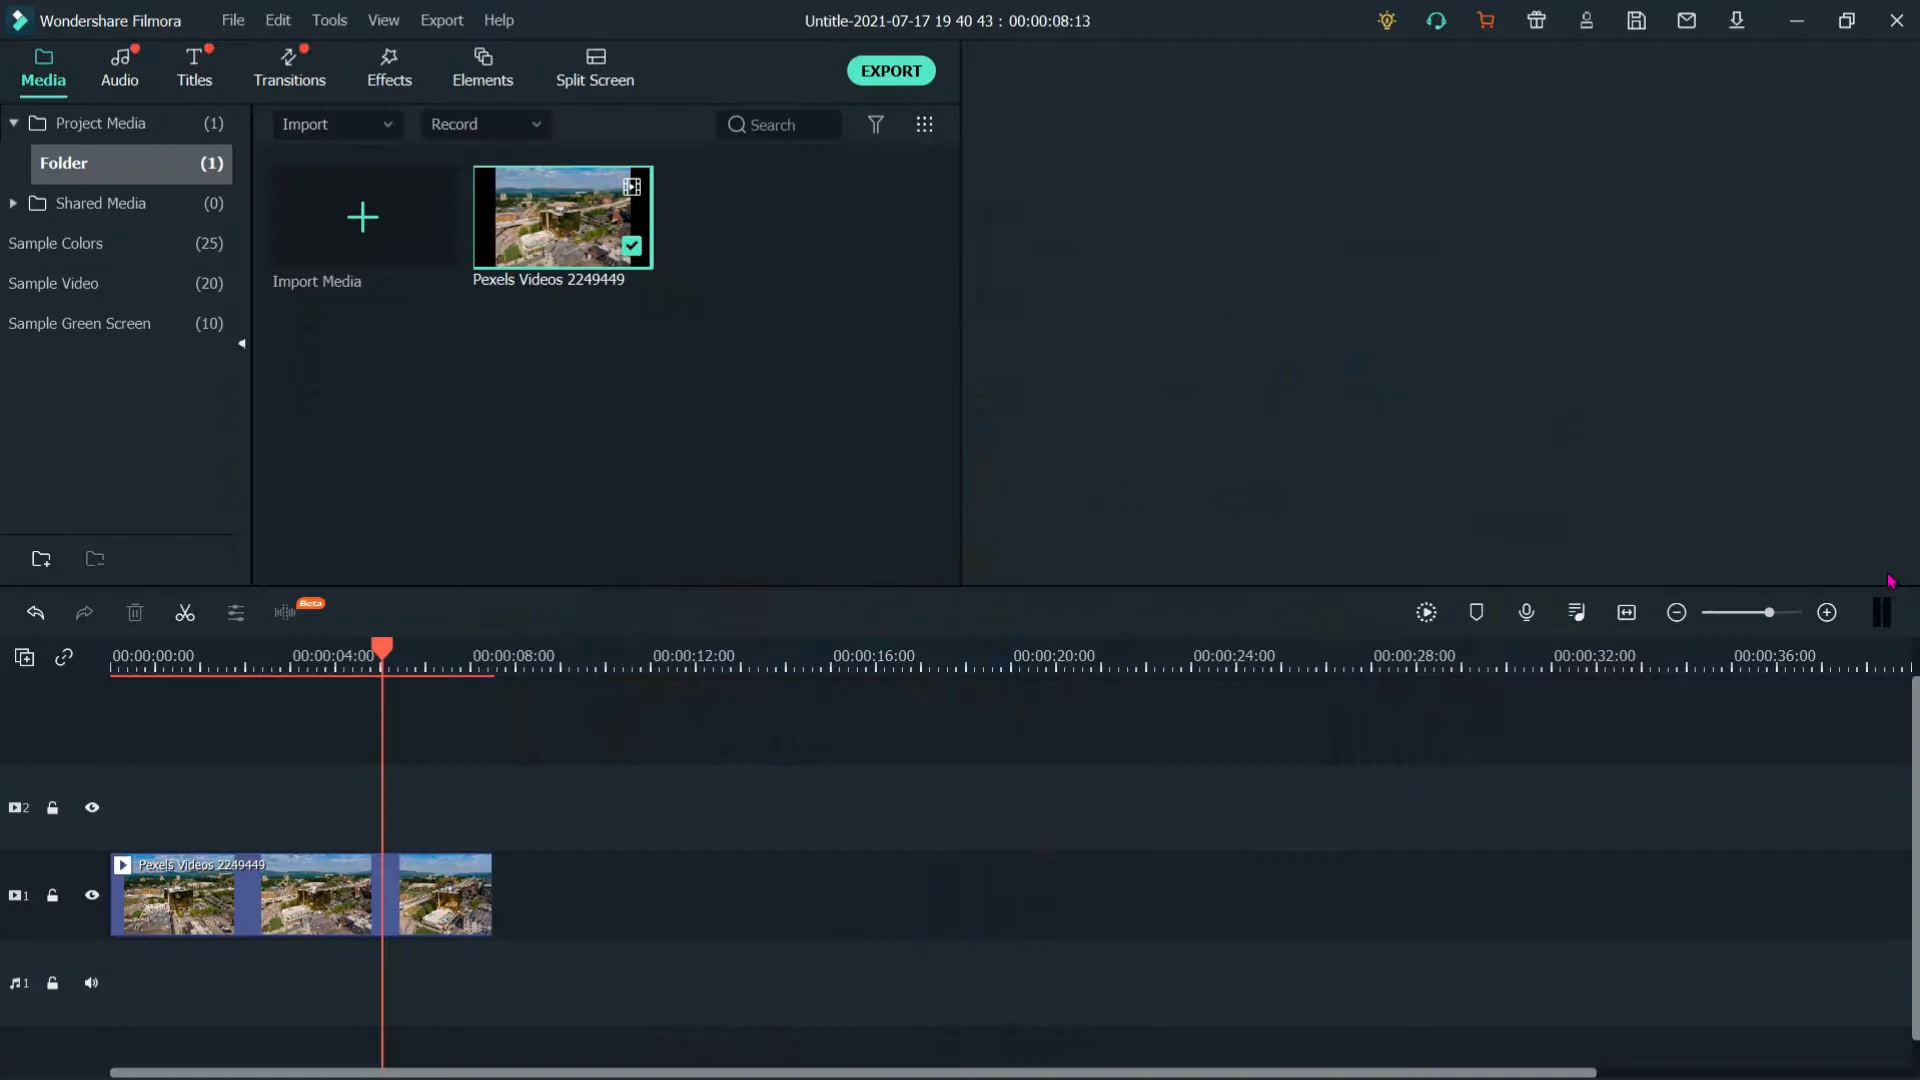 Wondershare Filmora File Edit Tools View Export Help Untitle-2021-07-17 19 40 43 : 00:00:08:13
Media Audio Titles Transitions Effects Elements Split Screen EXPORT
Project Media (1) Import Record Search
Folder (1)
Shared Media (0)
Sample Colors (25)
Import Media Pexels Videos 2249449
Sample Video (20)
Sample Green Screen (10)
Beta
00:00:00:00 00:00:04:00 00:00:08:00 00:00:12:00 00:00:16:00 00:00:20:00 00:00:24:00 00:00:28:00 00:00:32:00 00:00:36:00
2
Pexels Videos 2249449
1
1